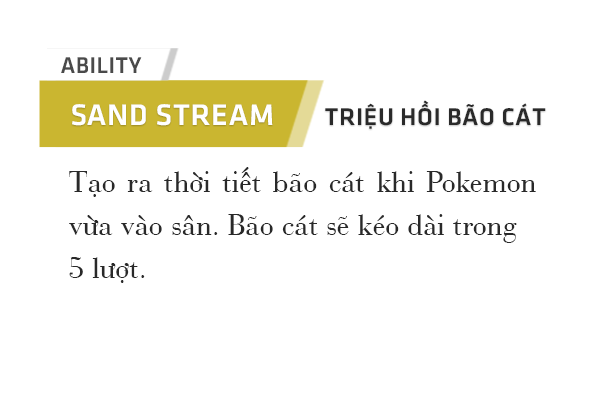 ABILITY
SAND STREAM TRIỆU HỒI BÃO CÁT
Tạo ra thời tiết bão cát khi Pokemon
vừa vào sân. Bão cát sẽ kéo dài trong
5 lượt.